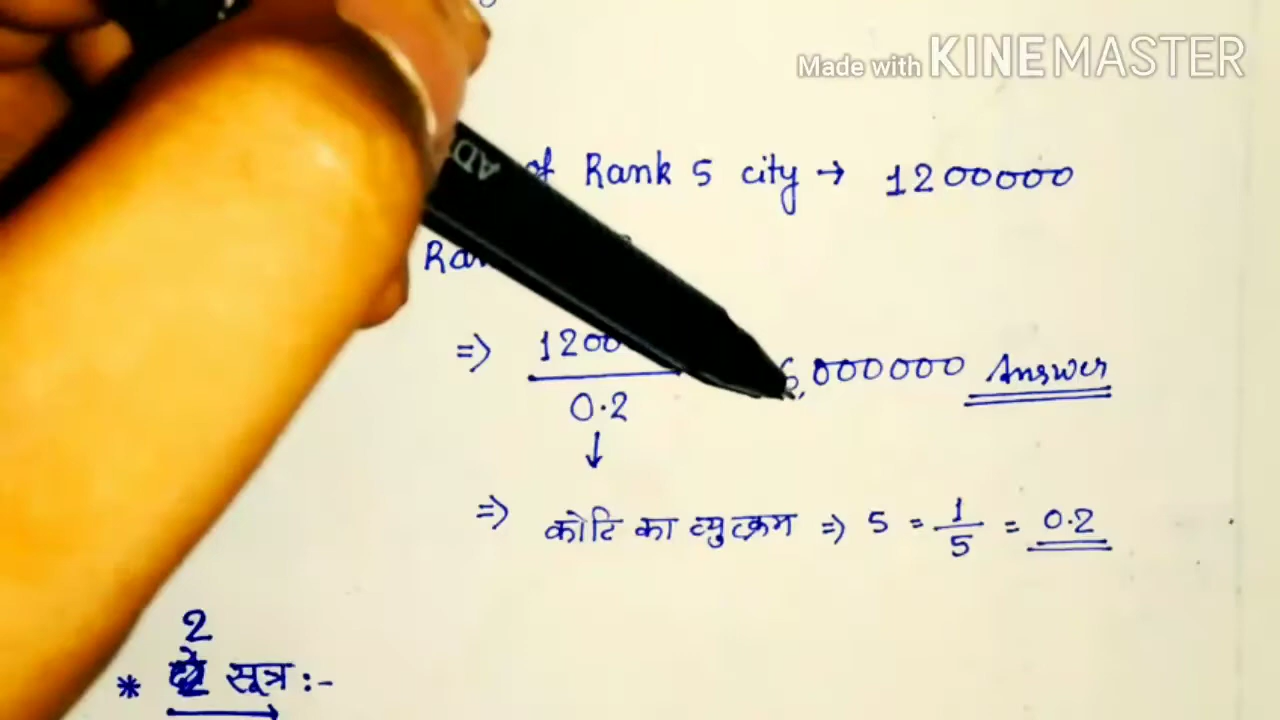 Made with KINEMASTER
of Rank 5 city → 1200000
=> 0.2 6,000000 Answer
↓
=> कोटि का व्युत्क्रम => 5 = 1/5 = 0.2
2
* सूत्र :-